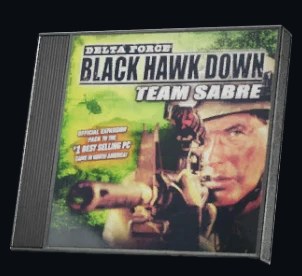 DELTA FORCE
BLACK HAWK DOWN
TEAM SABRE
OFFICIAL EXPANSION
PACK TO THE
#1 BEST SELLING PC
GAME IN NORTH AMERICA!